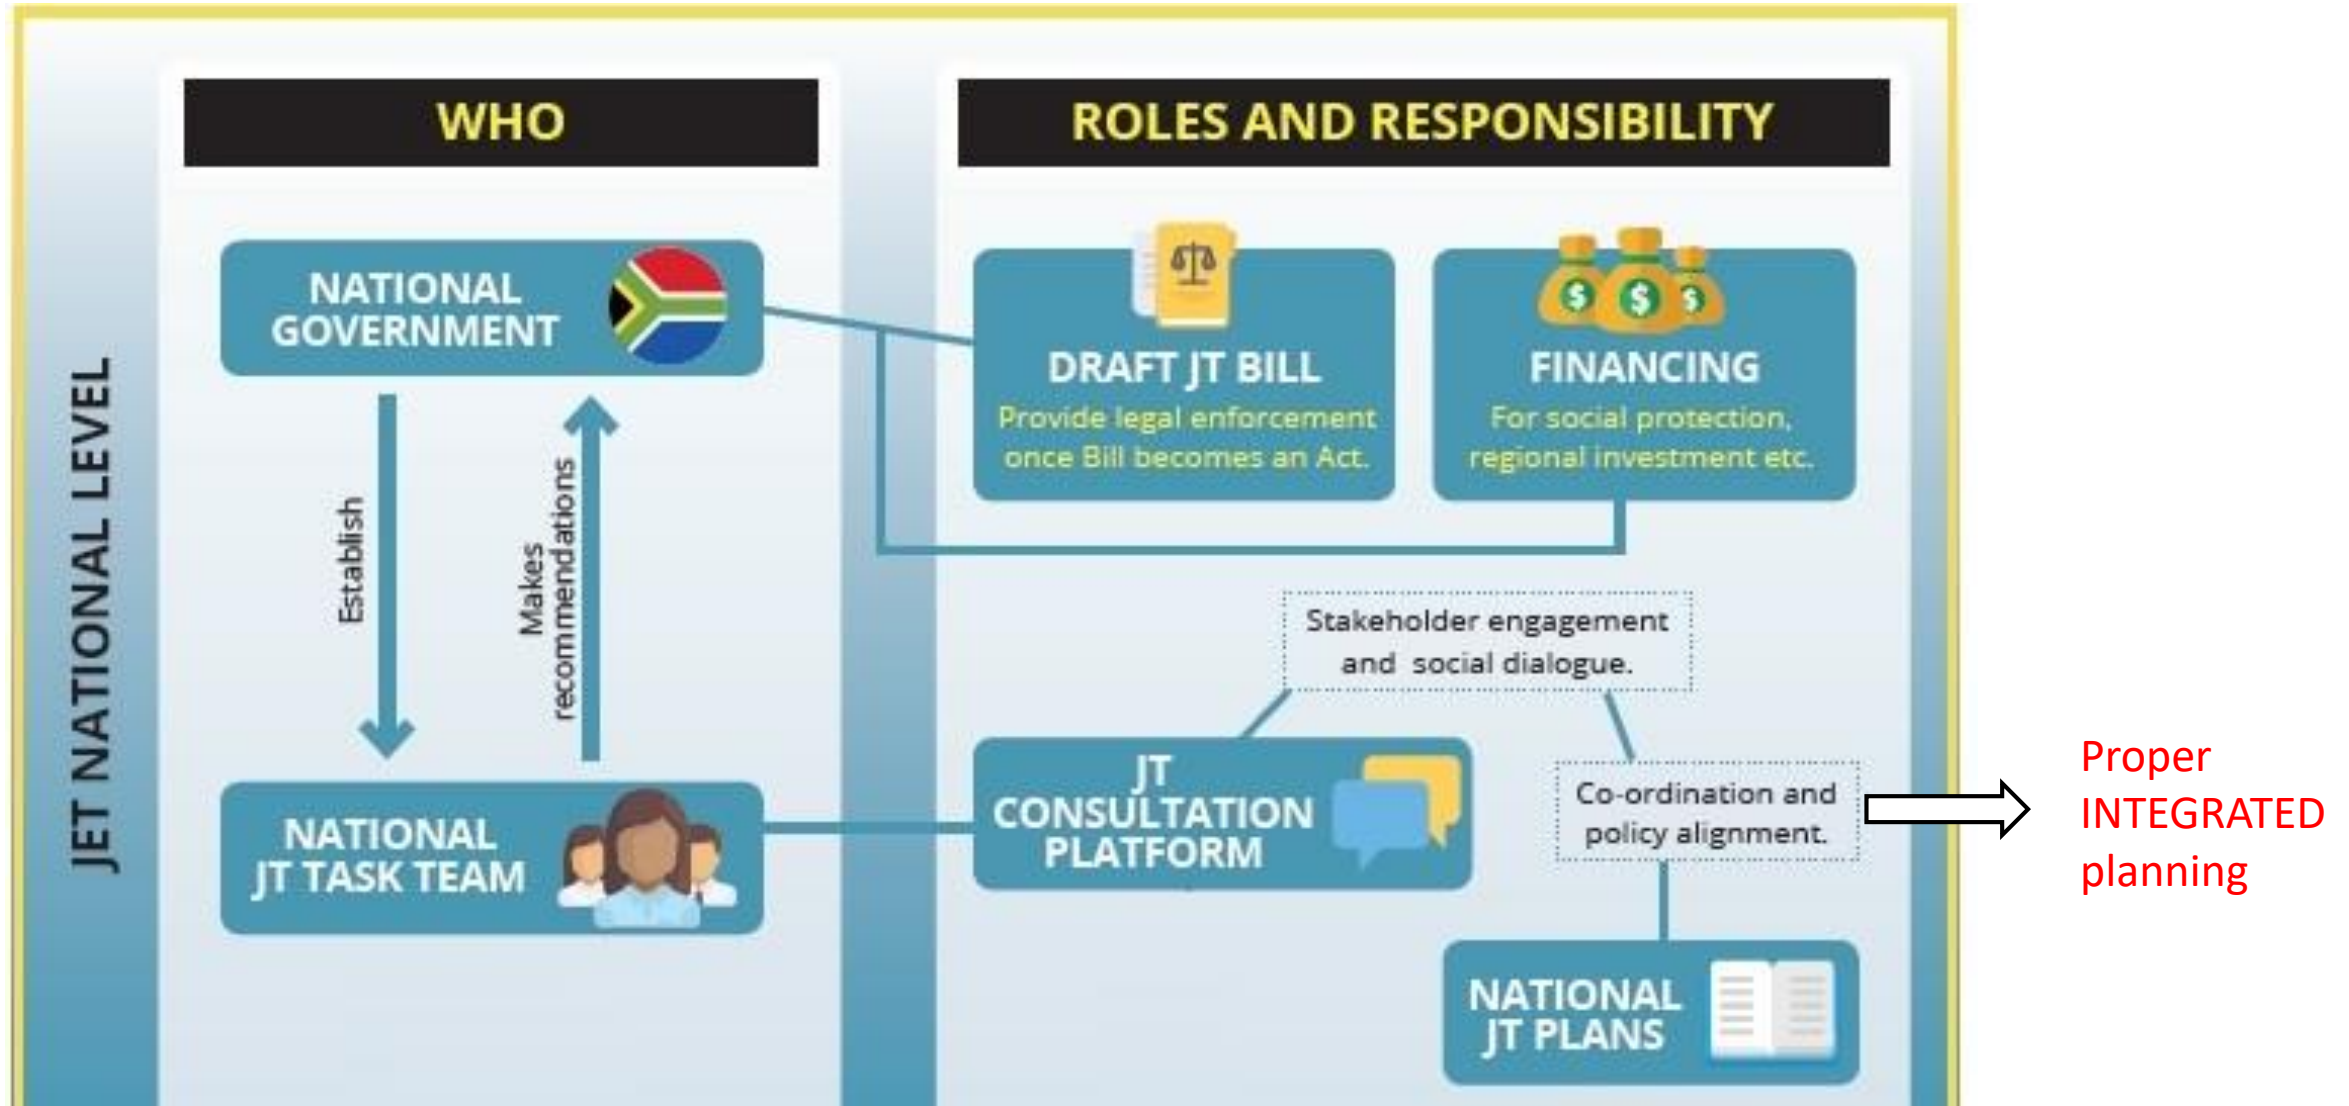 WHO
ROLES AND RESPONSIBILITY
JET NATIONAL LEVEL
NATIONAL
GOVERNMENT
Establish
Makes
recommendations
NATIONAL
JT TASK TEAM
$ $ $
DRAFT JT BILL
Provide legal enforcement
once Bill becomes an Act.
FINANCING
For social protection,
regional investment etc.
Stakeholder engagement
and social dialogue.
JT
CONSULTATION
PLATFORM
Co-ordination and
policy alignment.
NATIONAL
JT PLANS
Proper
INTEGRATED
planning